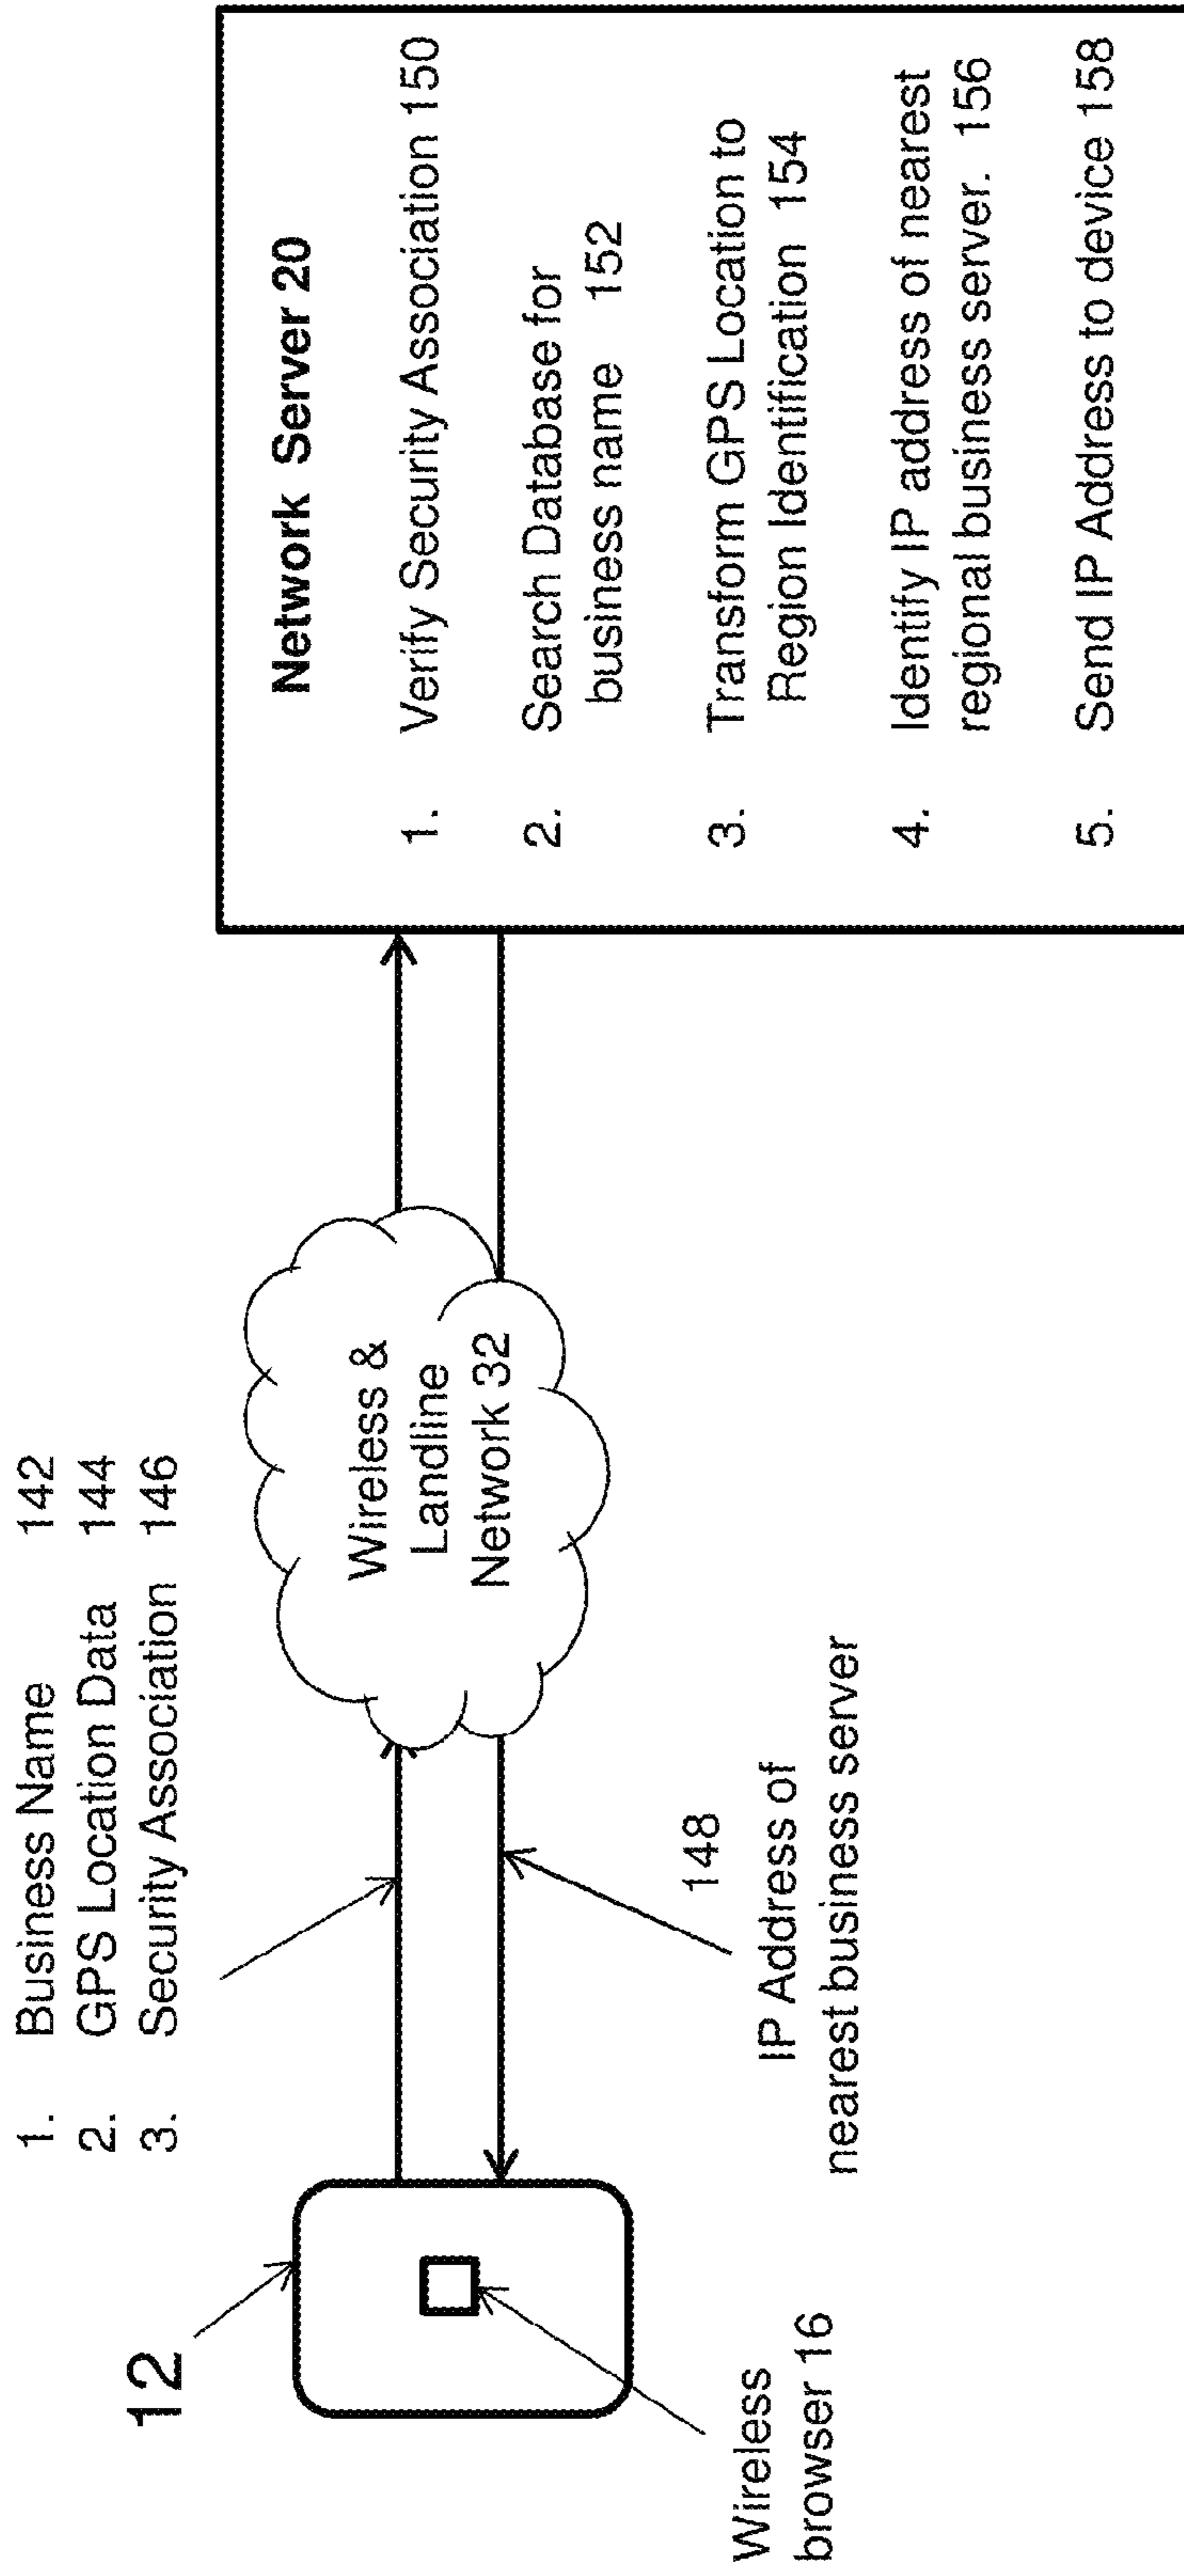 1. Business Name 142
2. GPS Location Data 144
3. Security Association 146
12
Wireless
browser 16
148
IP Address of
nearest business server
Wireless &
Landline
Network 32
Network Server 20
1. Verify Security Association 150
2. Search Database for
business name 152
3. Transform GPS Location to
Region Identification 154
4. Identify IP address of nearest
regional business server. 156
5. Send IP Address to device 158